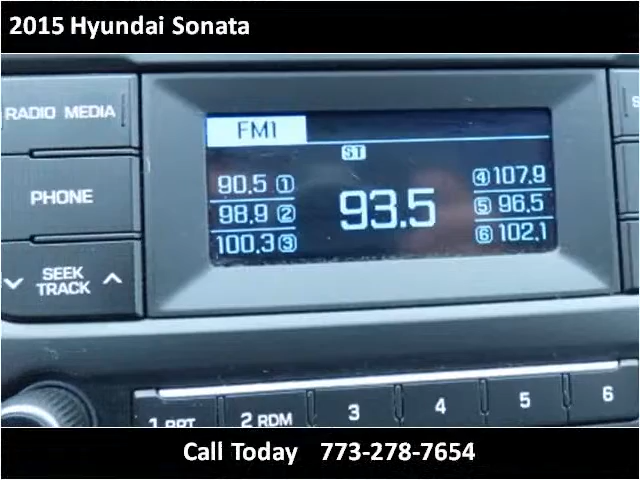 2015 Hyundai Sonata
RADIO MEDIA
PHONE
SEEK
TRACK
FM1
ST
90.5 1
98.9 2
100.3 3
93.5
4 107.9
5 96.5
6 102.1
1 RPT
2 RDM
3
4
5
6
Call Today 773-278-7654